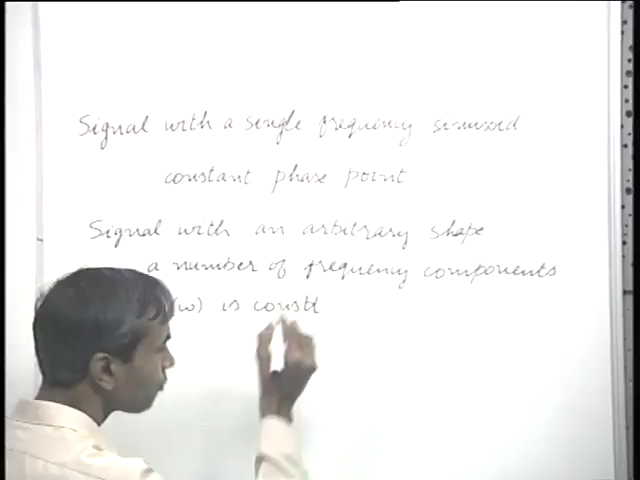 Signal with a single frequency sinusoid
constant phase point
Signal with an arbitrary shape
a number of frequency components
(ω) is const